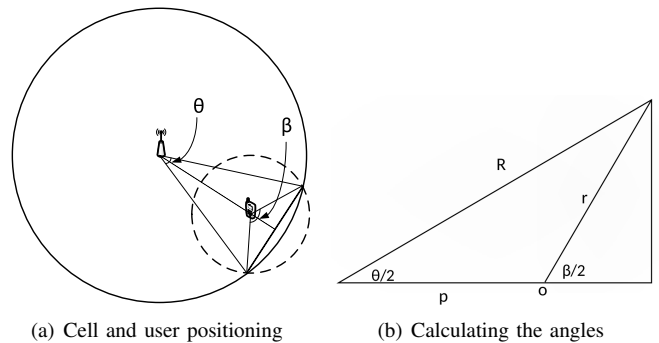 θ
β
R
r
θ/2
β/2
p
o
(a) Cell and user positioning
(b) Calculating the angles